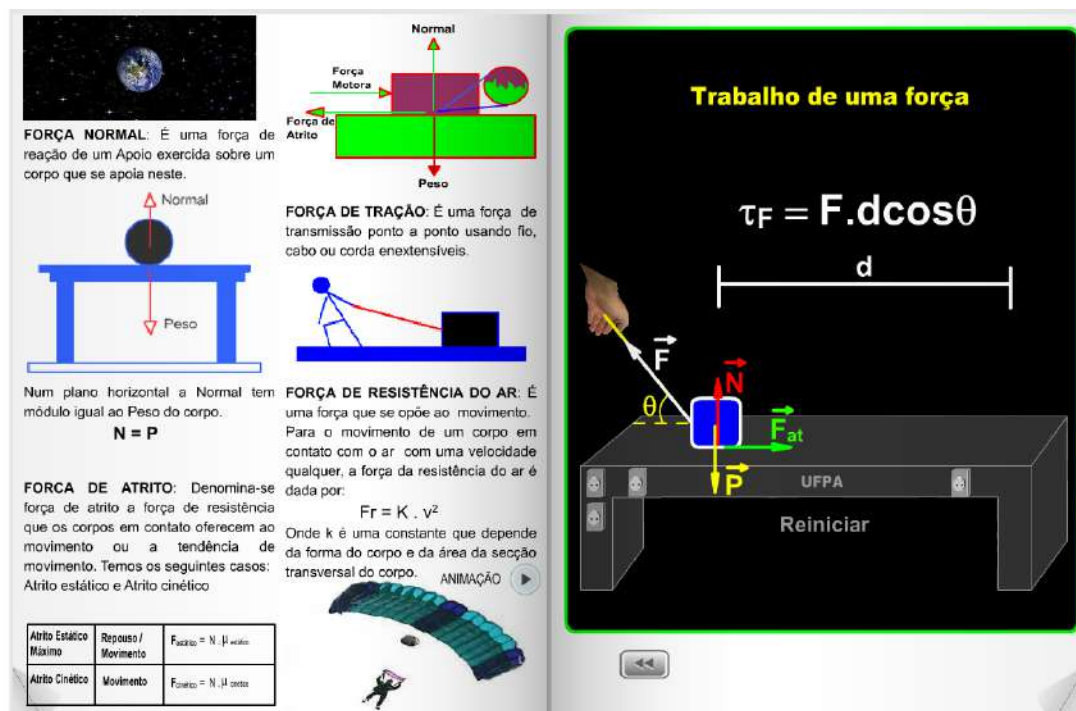 FORÇA NORMAL: É uma força de
reação de um Apoio exercida sobre um
corpo que se apoia neste.
Normal
Peso
Num plano horizontal a Normal tem
módulo igual ao Peso do corpo.
N = P
FORCA DE ATRITO: Denomina-se
força de atrito a força de resistência
que os corpos em contato oferecem ao
movimento ou a tendência de
movimento. Temos os seguintes casos:
Atrito estático e Atrito cinético
Atrito Estático Máximo | Repouso / Movimento | Festático = N . μ estático
Atrito Cinético | Movimento | Fcinético = N . μ cinético
Normal
Força
Motora
Força de
Atrito
Peso
FORÇA DE TRAÇÃO: É uma força de
transmissão ponto a ponto usando fio,
cabo ou corda enextensíveis.
FORÇA DE RESISTÊNCIA DO AR: É
uma força que se opõe ao movimento.
Para o movimento de um corpo em
contato com o ar com uma velocidade
qualquer, a força da resistência do ar é
dada por:
Fr = K . v²
Onde k é uma constante que depende
da forma do corpo e da área da secção
transversal do corpo.
ANIMAÇÃO
Trabalho de uma força
τF = F.dcosθ
d
F
N
θ
Fat
P
UFPA
Reiniciar